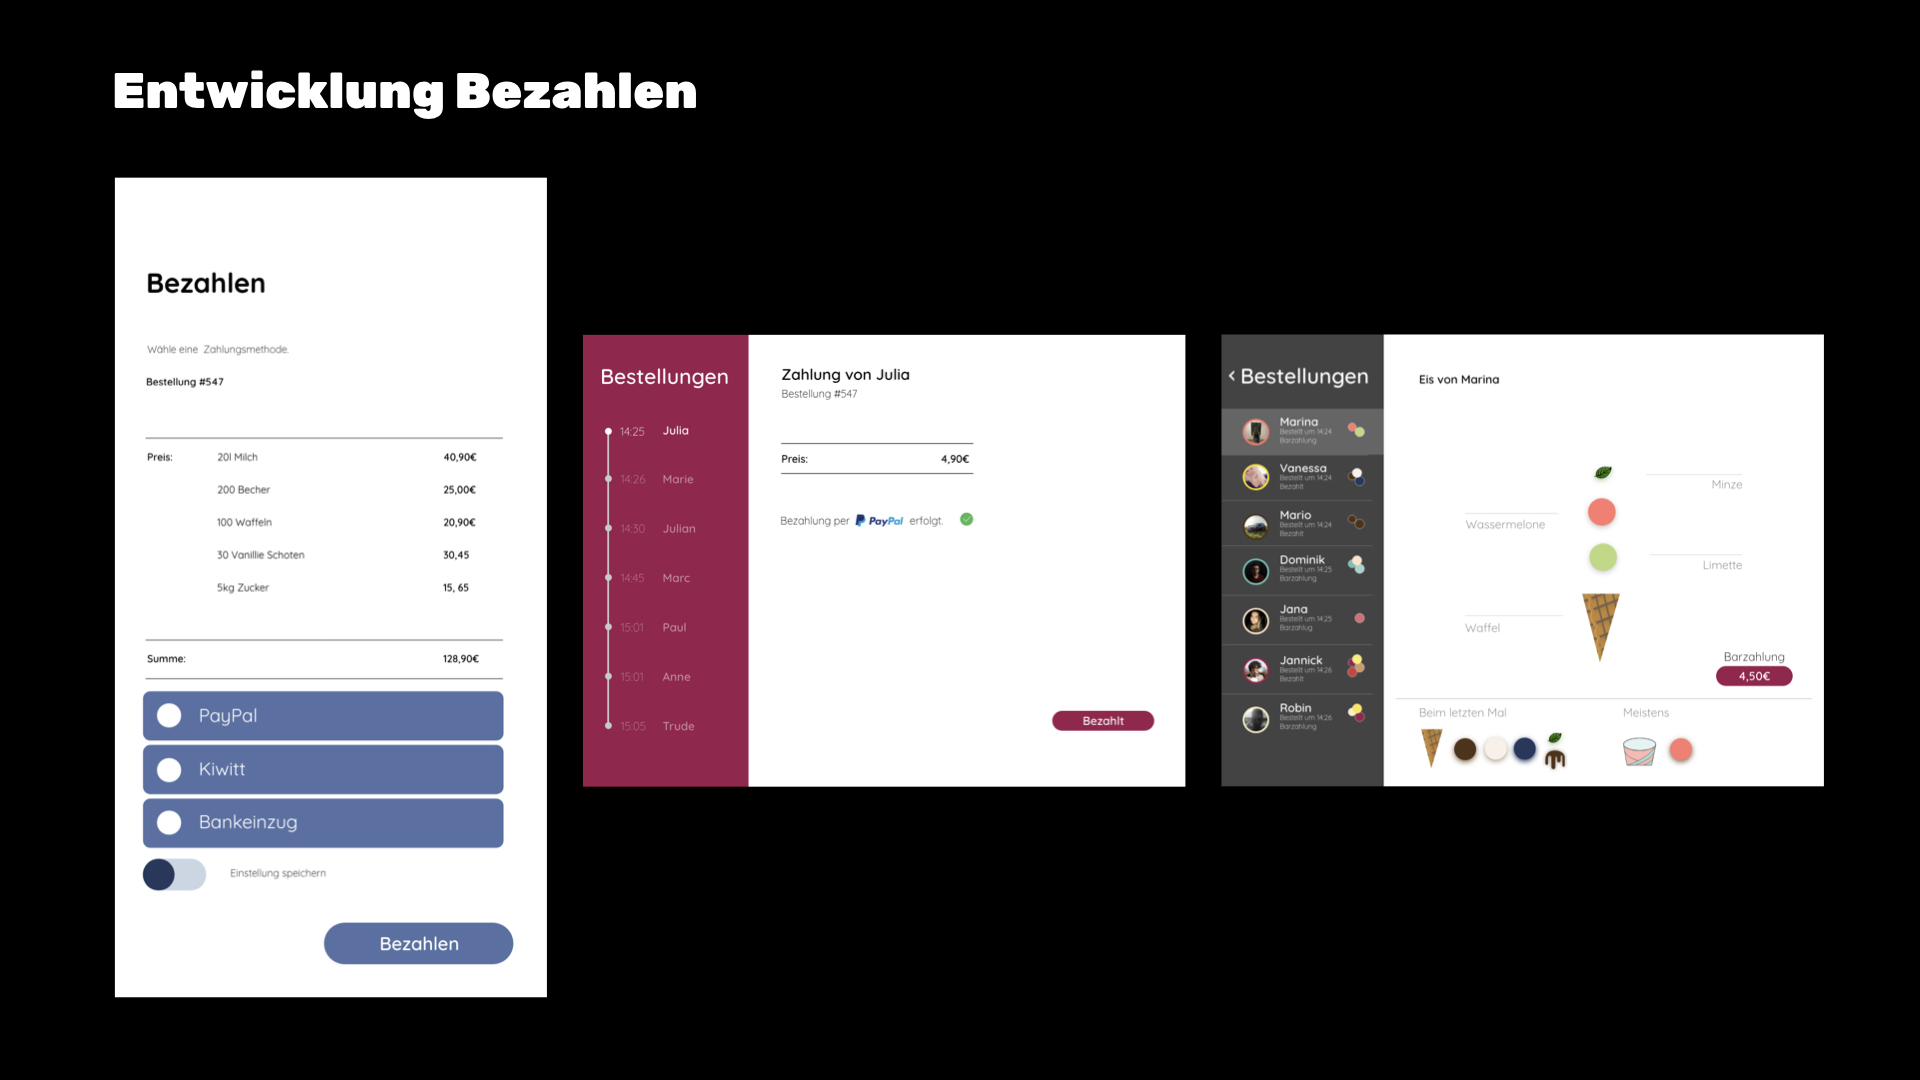 Entwicklung Bezahlen
Bezahlen
Wähle eine Zahlungsmethode.
Bestellung #547
Preis: 20l Milch 40,90€
200 Becher 25,00€
100 Waffeln 20,90€
30 Vanillie Schoten 30,45
5kg Zucker 15, 65
Summe: 128,90€
PayPal
Kiwitt
Bankeinzug
Einstellung speichern
Bezahlen
Bestellungen
14:25 Julia
14:26 Marie
14:30 Julian
14:45 Marc
15:01 Paul
15:01 Anne
15:05 Trude
Zahlung von Julia
Bestellung #547
Preis: 4,90€
Bezahlung per PayPal erfolgt.
Bezahlt
< Bestellungen
Marina
Bestellt um 14:24
Barzahlung
Vanessa
Bestellt um 14:24
Bezahlt
Mario
Bestellt um 14:24
Bezahlt
Dominik
Bestellt um 14:25
Barzahlung
Jana
Bestellt um 14:25
Barzahlug
Jannick
Bestellt um 14:26
Bezahlt
Robin
Bestellt um 14:26
Barzahlung
Eis von Marina
Minze
Wassermelone
Limette
Waffel
Barzahlung
4,50€
Beim letzten Mal
Meistens